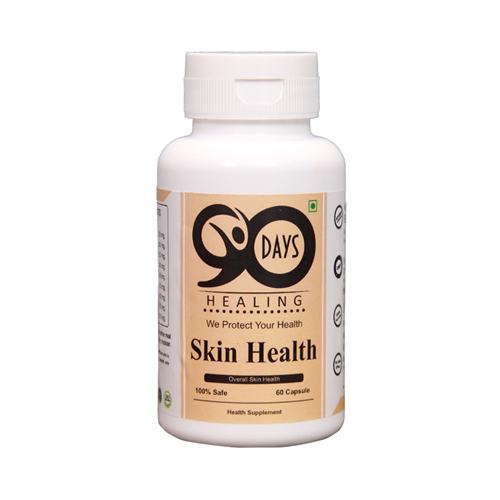 90
DAYS
HEALING
We Protect Your Health
Skin Health
Overall Skin Health
100% Safe 60 Capsule
Health Supplement